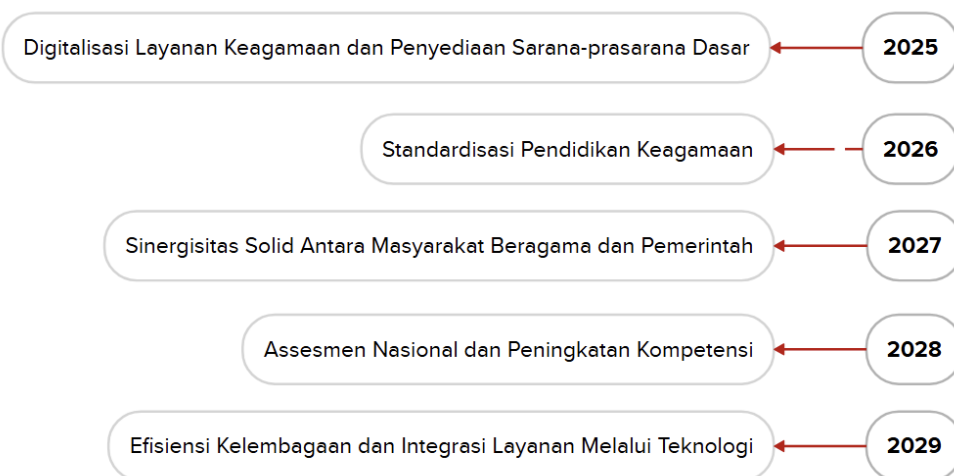 Digitalisasi Layanan Keagamaan dan Penyediaan Sarana-prasarana Dasar
2025
Standardisasi Pendidikan Keagamaan
2026
Sinergisitas Solid Antara Masyarakat Beragama dan Pemerintah
2027
Assesmen Nasional dan Peningkatan Kompetensi
2028
Efisiensi Kelembagaan dan Integrasi Layanan Melalui Teknologi
2029